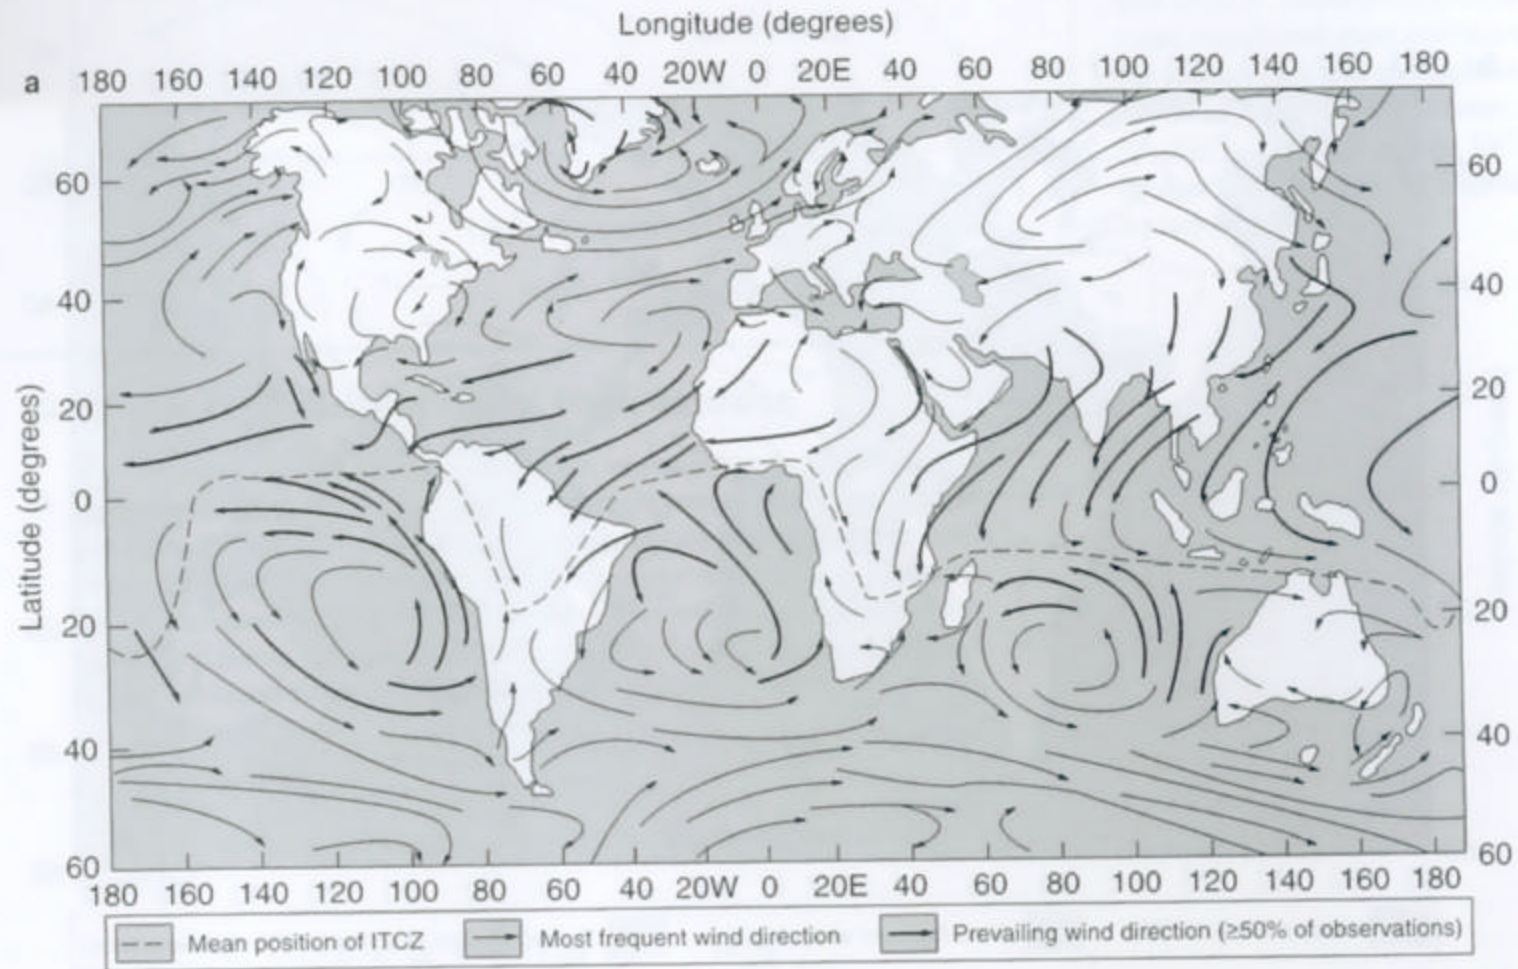 Longitude (degrees)
a 180 160 140 120 100 80 60 40 20W 0 20E 40 60 80 100 120 140 160 180
60 60
40 40
20 20
0 0
20 20
40 40
60 60
Latitude (degrees)
180 160 140 120 100 80 60 40 20W 0 20E 40 60 80 100 120 140 160 180
Mean position of ITCZ Most frequent wind direction Prevailing wind direction (≥50% of observations)